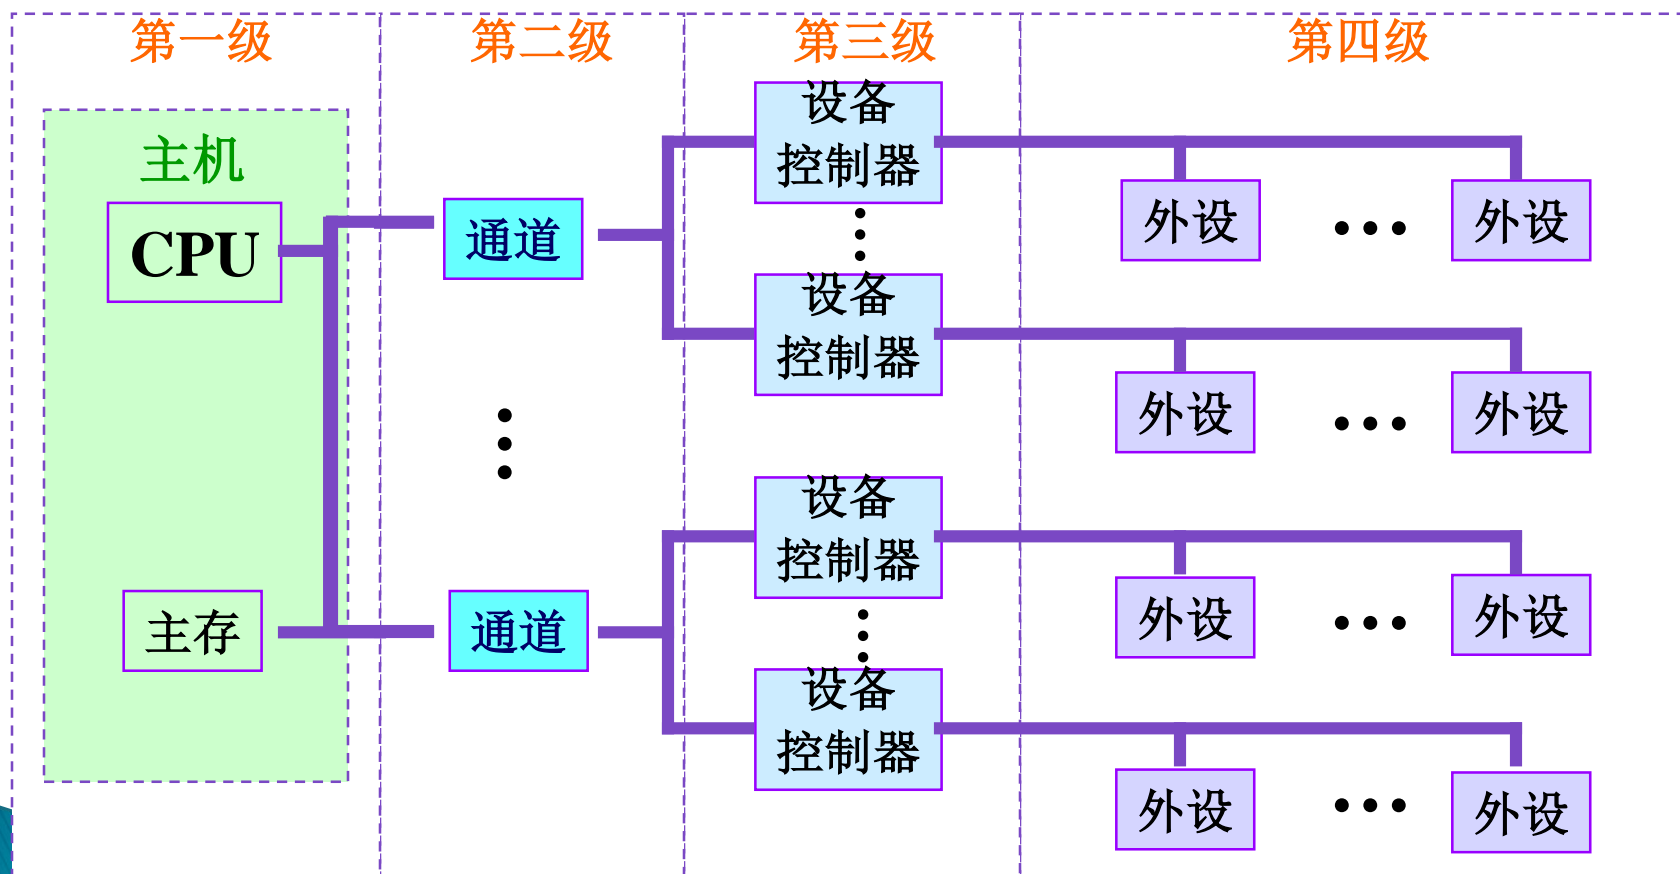 第一级
第二级
第三级
第四级
主机
CPU
主存
通道
通道
设备
控制器
设备
控制器
设备
控制器
设备
控制器
外设
外设
外设
外设
外设
外设
外设
外设